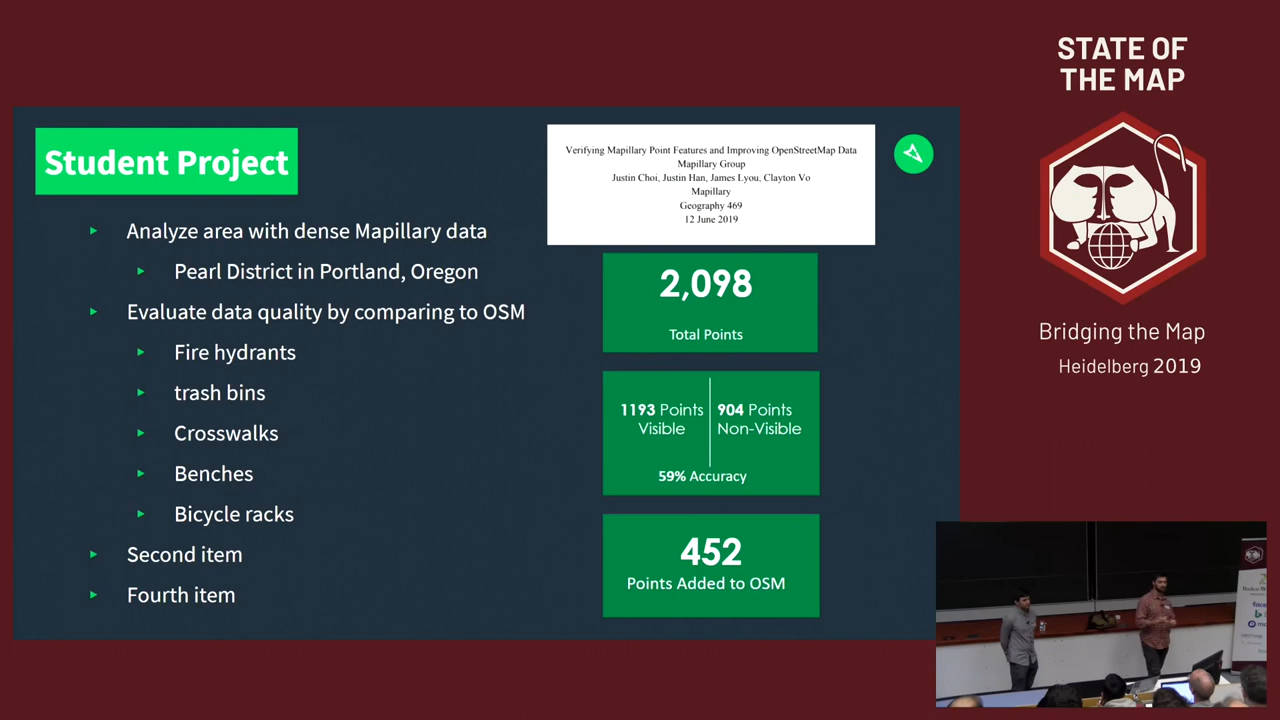 STATE OF
THE MAP
Student Project
Verifying Mapillary Point Features and Improving OpenStreetMap Data
Mapillary Group
Justin Choi, Justin Han, James Lyou, Clayton Vo
Mapillary
Geography 469
12 June 2019
Analyze area with dense Mapillary data
Pearl District in Portland, Oregon
Evaluate data quality by comparing to OSM
Fire hydrants
trash bins
Crosswalks
Benches
Bicycle racks
Second item
Fourth item
2,098
Total Points
1193 Points
Visible
904 Points
Non-Visible
59% Accuracy
452
Points Added to OSM
Bridging the Map
Heidelberg 2019